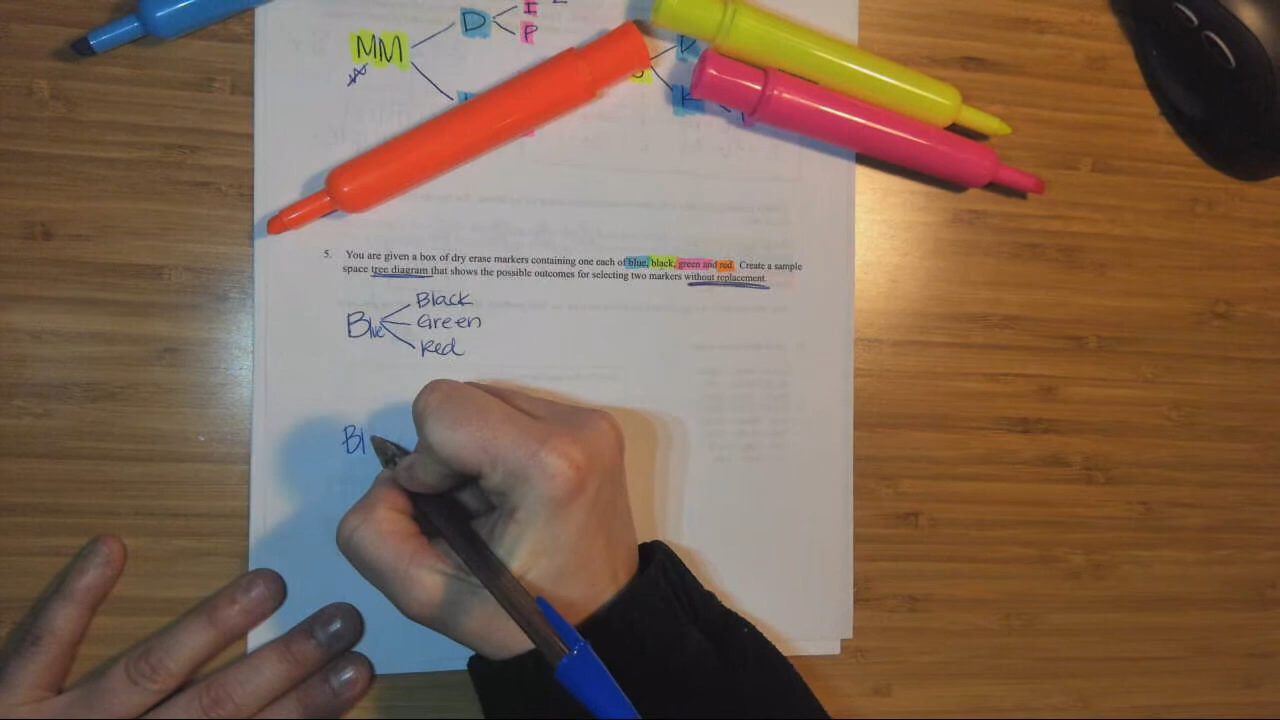 I
MM
D
P
5. You are given a box of dry erase markers containing one each of blue, black, green and red. Create a sample
space tree diagram that shows the possible outcomes for selecting two markers without replacement.
Black
Blue
Green
Red
Bl